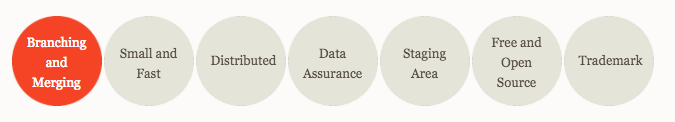 Branching
and
Merging
Small and
Fast
Distributed
Data
Assurance
Staging
Area
Free and
Open
Source
Trademark